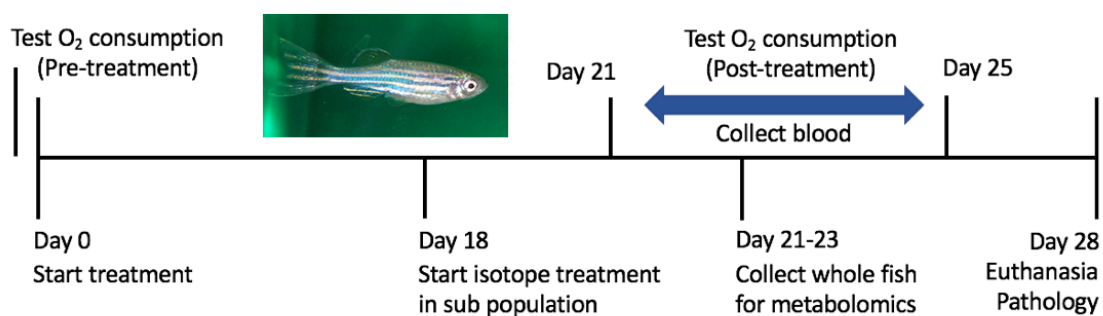 Test O₂ consumption
(Pre-treatment)
Day 21
Test O₂ consumption
(Post-treatment)
Collect blood
Day 25
Day 0
Start treatment
Day 18
Start isotope treatment
in sub population
Day 21-23
Collect whole fish
for metabolomics
Day 28
Euthanasia
Pathology